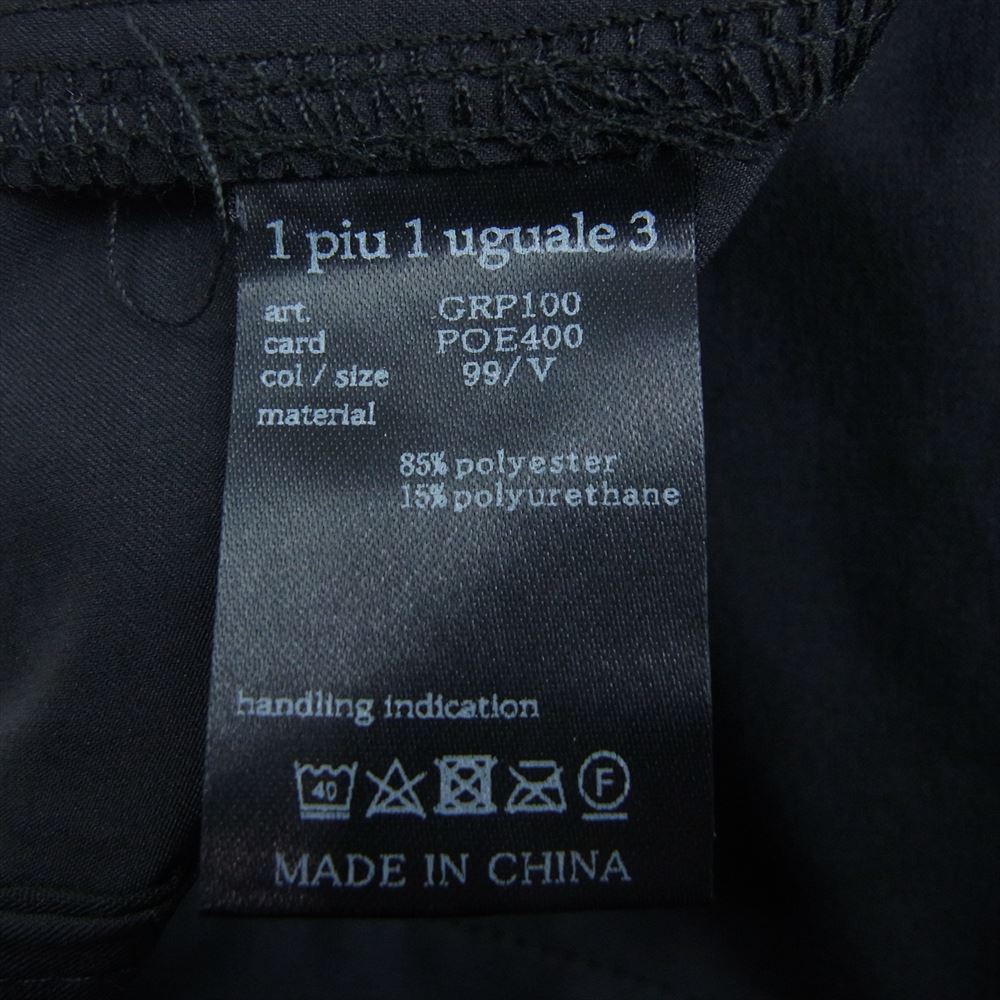 1 piu 1 uguale 3
art. GRP100
card POE400
col / size 99/V
material
85% polyester
15% polyurethane
handling indication
40 F
MADE IN CHINA